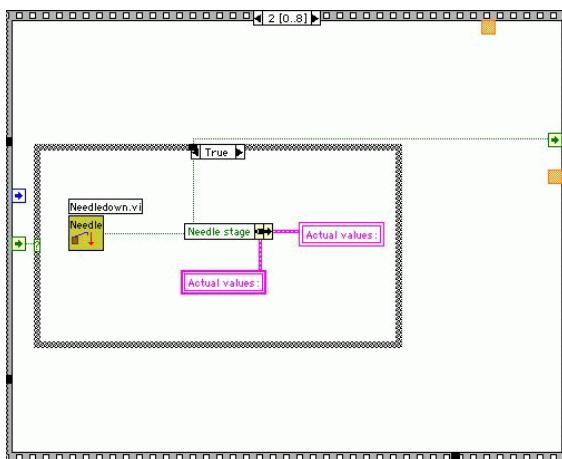 2 [0..8]
True
Needledown.vi
Needle
Needle stage
Actual values:
Actual values:
?